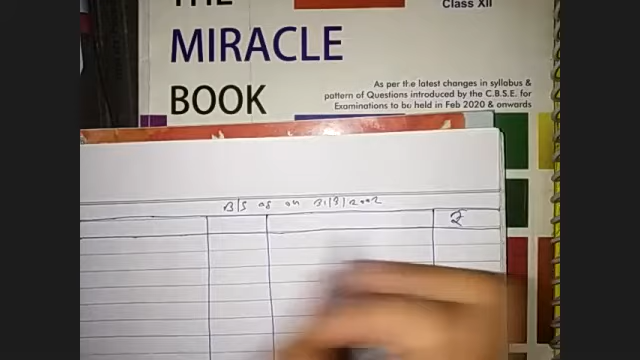 THE
Class XII
MIRACLE
BOOK
As per the latest changes in syllabus &
pattern of Questions introduced by the C.B.S.E. for
Examinations to be held in Feb 2020 & onwards
B/S as on 31/3/2002
₹